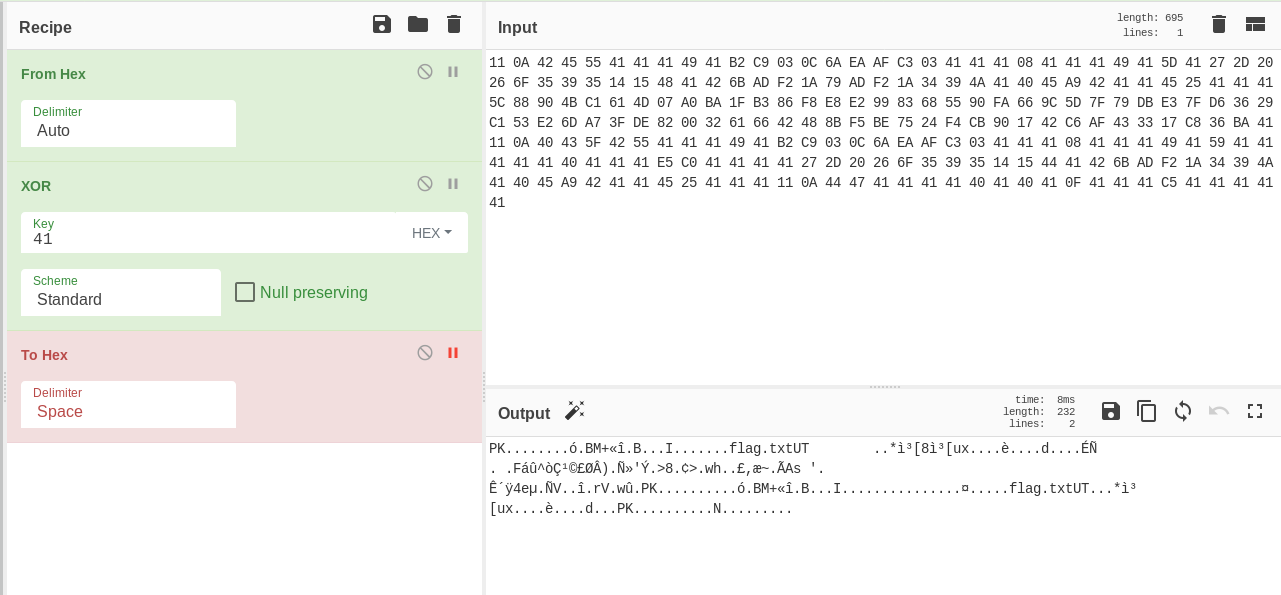 Recipe
From Hex
Delimiter
Auto
XOR
Key
41
HEX
Scheme
Standard
Null preserving
To Hex
Delimiter
Space
Input
length: 695
lines: 1
11 0A 42 45 55 41 41 41 49 41 B2 C9 03 0C 6A EA AF C3 03 41 41 41 08 41 41 41 49 41 5D 41 27 2D 20
26 6F 35 39 35 14 15 48 41 42 6B AD F2 1A 79 AD F2 1A 34 39 4A 41 40 45 A9 42 41 41 45 25 41 41 41
5C 88 90 4B C1 61 4D 07 A0 BA 1F B3 86 F8 E8 E2 99 83 68 55 90 FA 66 9C 5D 7F 79 DB E3 7F D6 36 29
C1 53 E2 6D A7 3F DE 82 00 32 61 66 42 48 8B F5 BE 75 24 F4 CB 90 17 42 C6 AF 43 33 17 C8 36 BA 41
11 0A 40 43 5F 42 55 41 41 41 49 41 B2 C9 03 0C 6A EA AF C3 03 41 41 41 08 41 41 41 49 41 59 41 41
41 41 41 40 41 41 41 E5 C0 41 41 41 41 27 2D 20 26 6F 35 39 35 14 15 44 41 42 6B AD F2 1A 34 39 4A
41 40 45 A9 42 41 41 45 25 41 41 41 11 0A 44 47 41 41 41 41 40 41 40 41 0F 41 41 41 C5 41 41 41 41
41
Output
time: 8ms
length: 232
lines: 2
PK........ó.BM+«î.B...I.......flag.txtUT        ..*ì³[8ì³[ux....è....d....ÉÑ
. .Fáû^òÇ¹©£ØÂ).Ñ»'Ý.>8.¢>.wh..£,æ~.ÃAs '.
Ê´ÿ4eµ.ÑV..î.rV.wû.PK..........ó.BM+«î.B...I...............¤.....flag.txtUT...*ì³
[ux....è....d...PK..........N.........